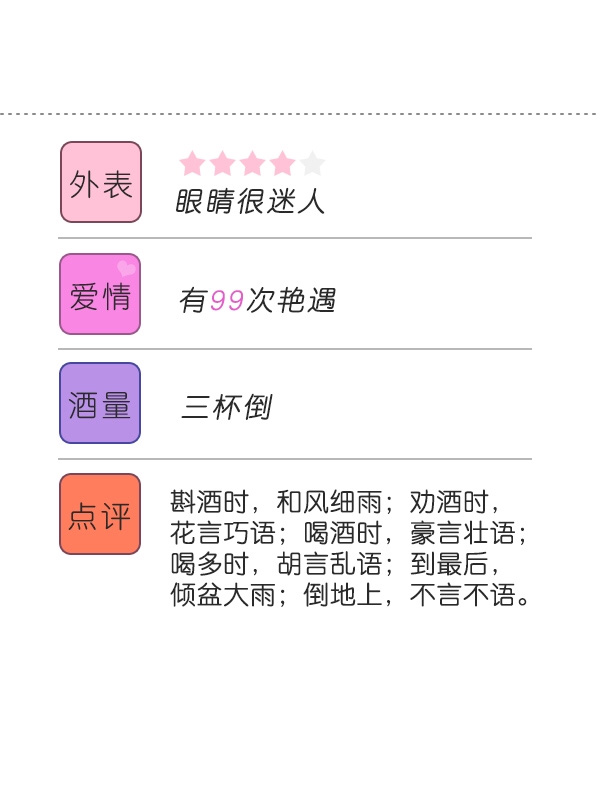 外表
眼睛很迷人
爱情
有99次艳遇
酒量
三杯倒
点评
斟酒时，和风细雨；劝酒时，
花言巧语；喝酒时，豪言壮语；
喝多时，胡言乱语；到最后，
倾盆大雨；倒地上，不言不语。